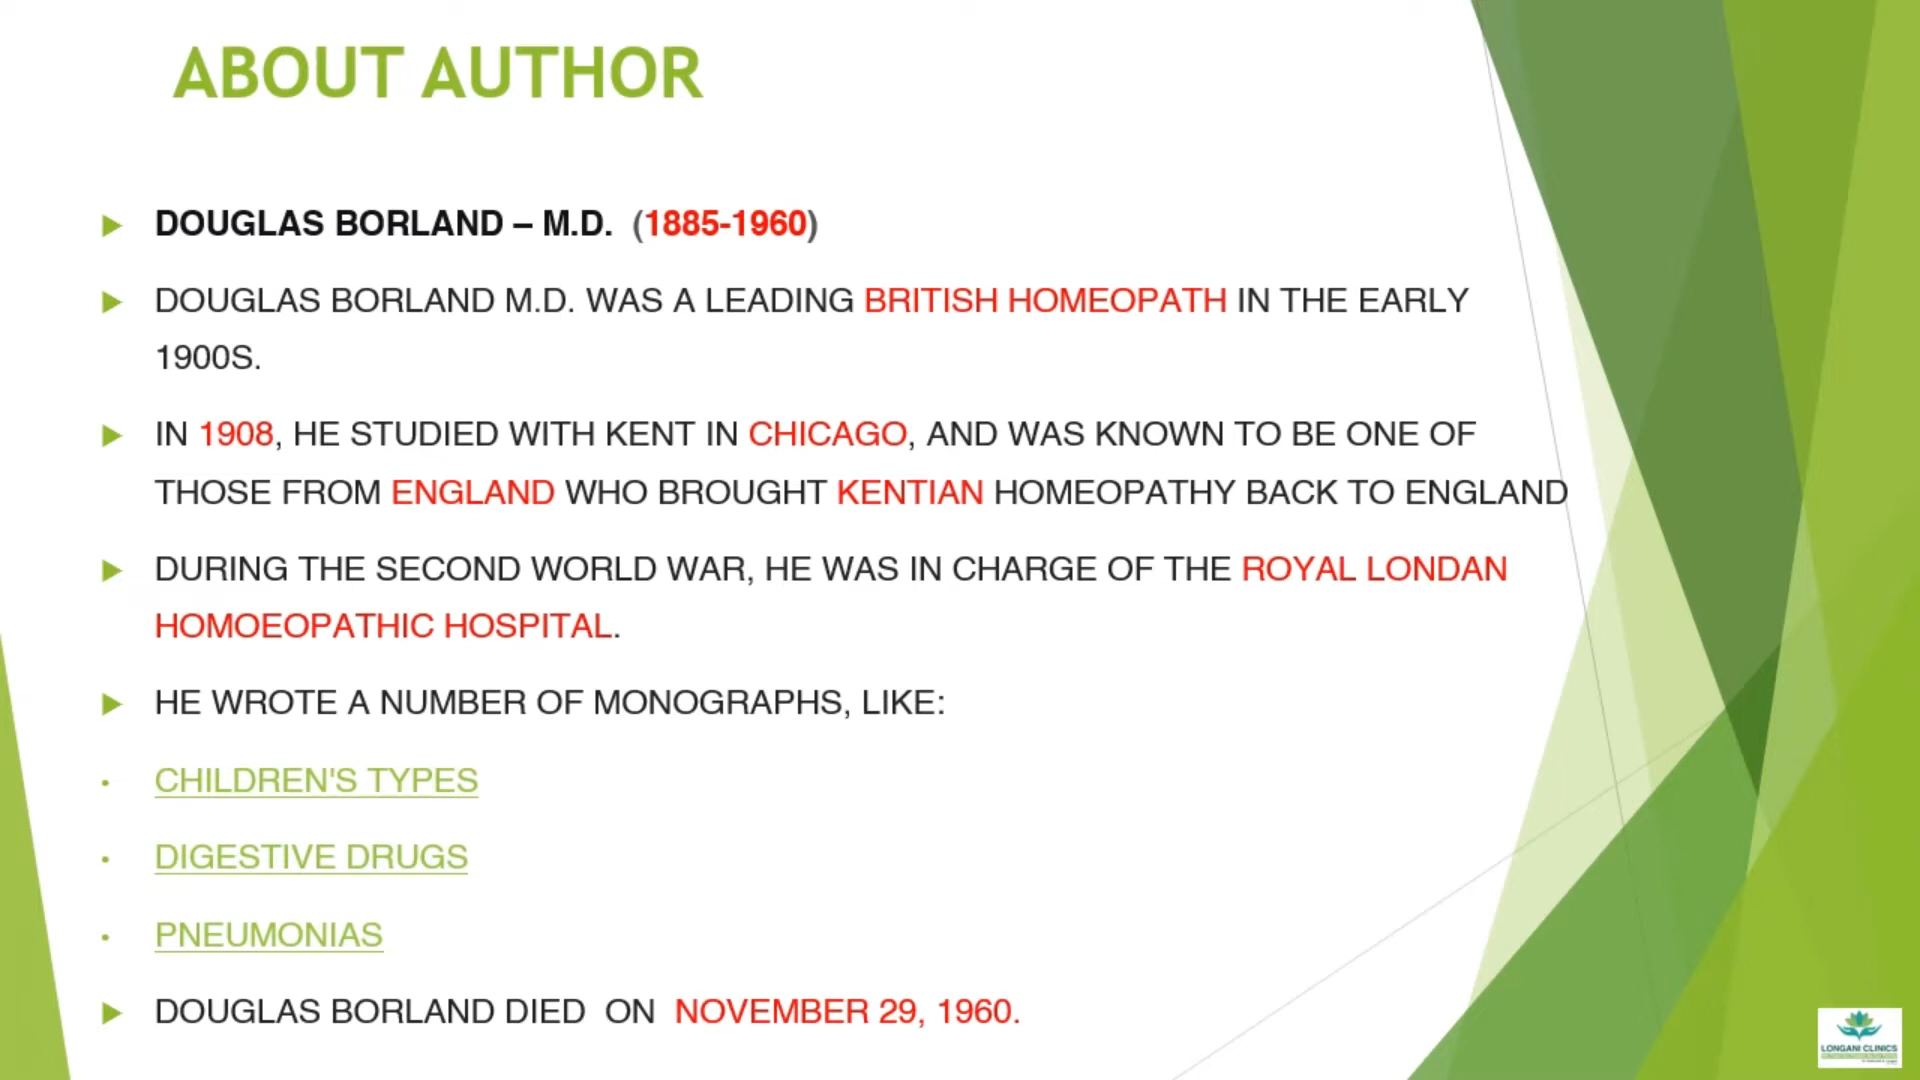 ABOUT AUTHOR
DOUGLAS BORLAND – M.D. (1885-1960)
DOUGLAS BORLAND M.D. WAS A LEADING BRITISH HOMEOPATH IN THE EARLY
1900S.
IN 1908, HE STUDIED WITH KENT IN CHICAGO, AND WAS KNOWN TO BE ONE OF
THOSE FROM ENGLAND WHO BROUGHT KENTIAN HOMEOPATHY BACK TO ENGLAND
DURING THE SECOND WORLD WAR, HE WAS IN CHARGE OF THE ROYAL LONDAN
HOMOEOPATHIC HOSPITAL.
HE WROTE A NUMBER OF MONOGRAPHS, LIKE:
CHILDREN'S TYPES
DIGESTIVE DRUGS
PNEUMONIAS
DOUGLAS BORLAND DIED ON NOVEMBER 29, 1960.
LONGANI CLINICS